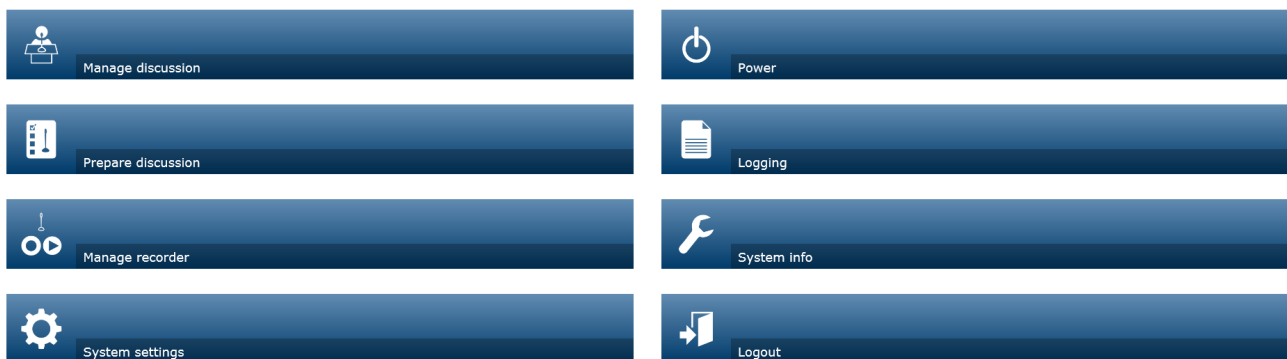 Manage discussion
Power
Prepare discussion
Logging
Manage recorder
System info
System settings
Logout